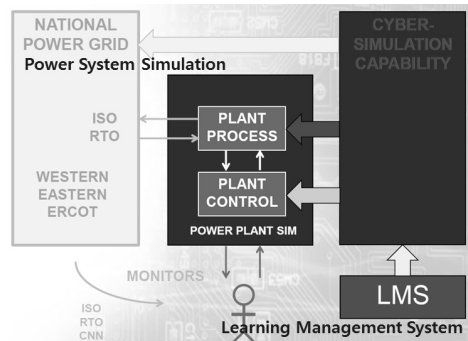 NATIONAL
POWER GRID
Power System Simulation
CYBER-
SIMULATION
CAPABILITY
ISO
RTO
PLANT
PROCESS
WESTERN
EASTERN
ERCOT
PLANT
CONTROL
POWER PLANT SIM
MONITORS
ISO
RTO
CNN
LMS
Learning Management System